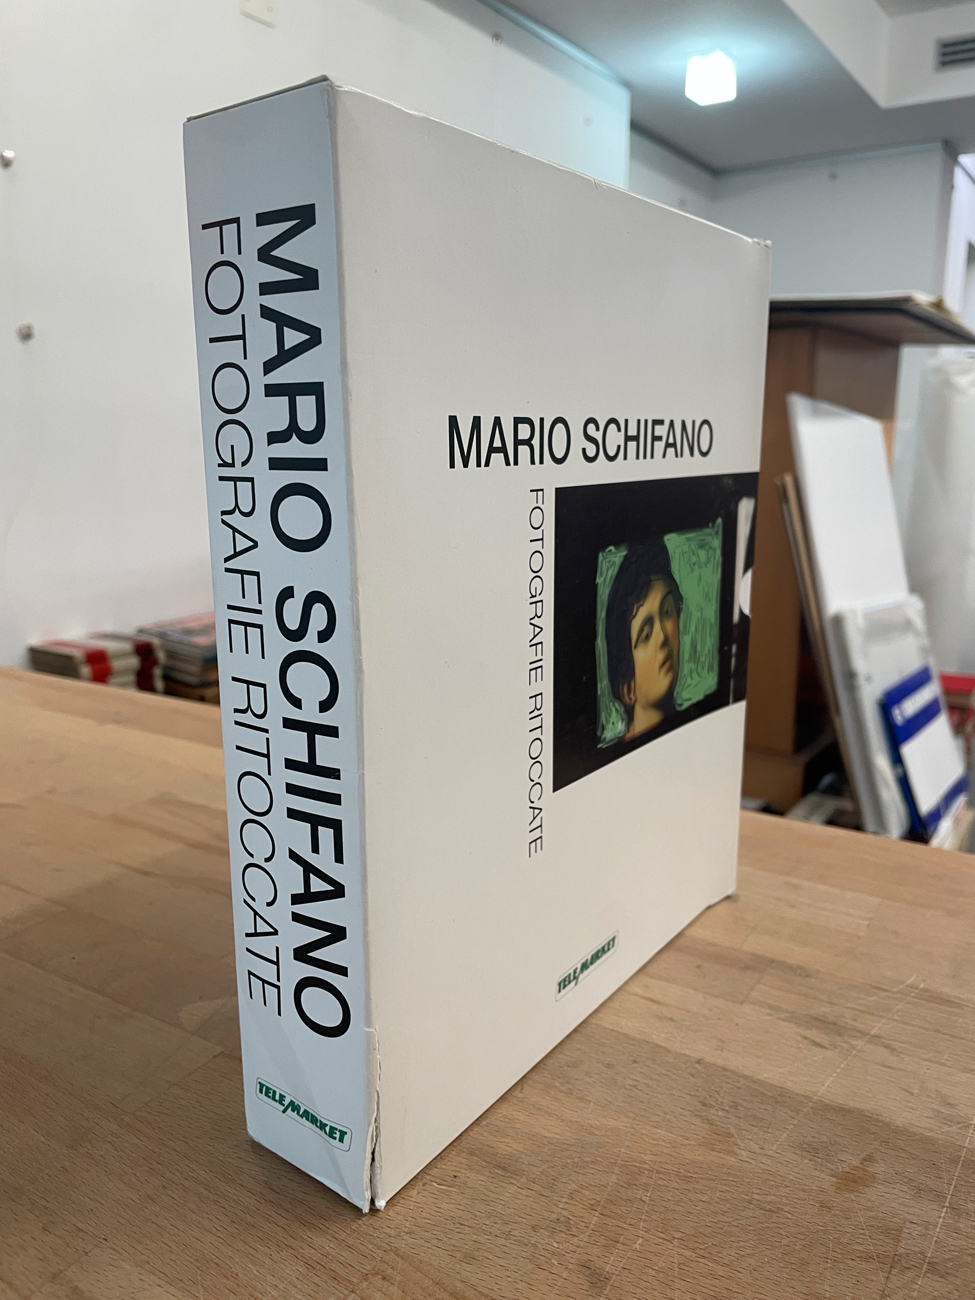 MARIO SCHIFANO
FOTOGRAFIE RITOCCATE
TELEMARKET
MARIO SCHIFANO
FOTOGRAFIE RITOCCATE
TELEMARKET